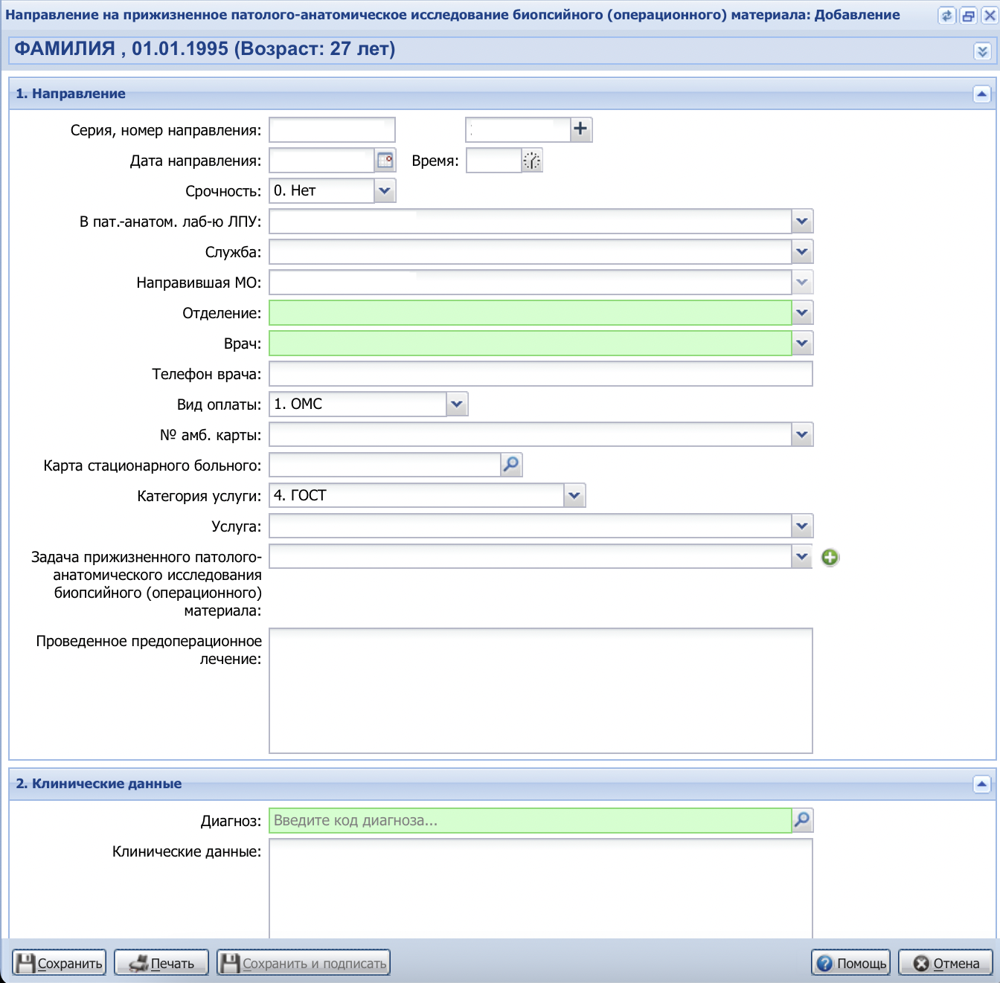 Направление на прижизненное патолого-анатомическое исследование биопсийного (операционного) материала: Добавление
ФАМИЛИЯ , 01.01.1995 (Возраст: 27 лет)
1. Направление
Серия, номер направления:
Дата направления: Время:
Срочность: 0. Нет
В пат.-анатом. лаб-ю ЛПУ:
Служба:
Направившая МО:
Отделение:
Врач:
Телефон врача:
Вид оплаты: 1. ОМС
№ амб. карты:
Карта стационарного больного:
Категория услуги: 4. ГОСТ
Услуга:
Задача прижизненного патолого-
анатомического исследования
биопсийного (операционного)
материала:
Проведенное предоперационное
лечение:
2. Клинические данные
Диагноз: Введите код диагноза...
Клинические данные:
Сохранить Печать Сохранить и подписать Помощь Отмена